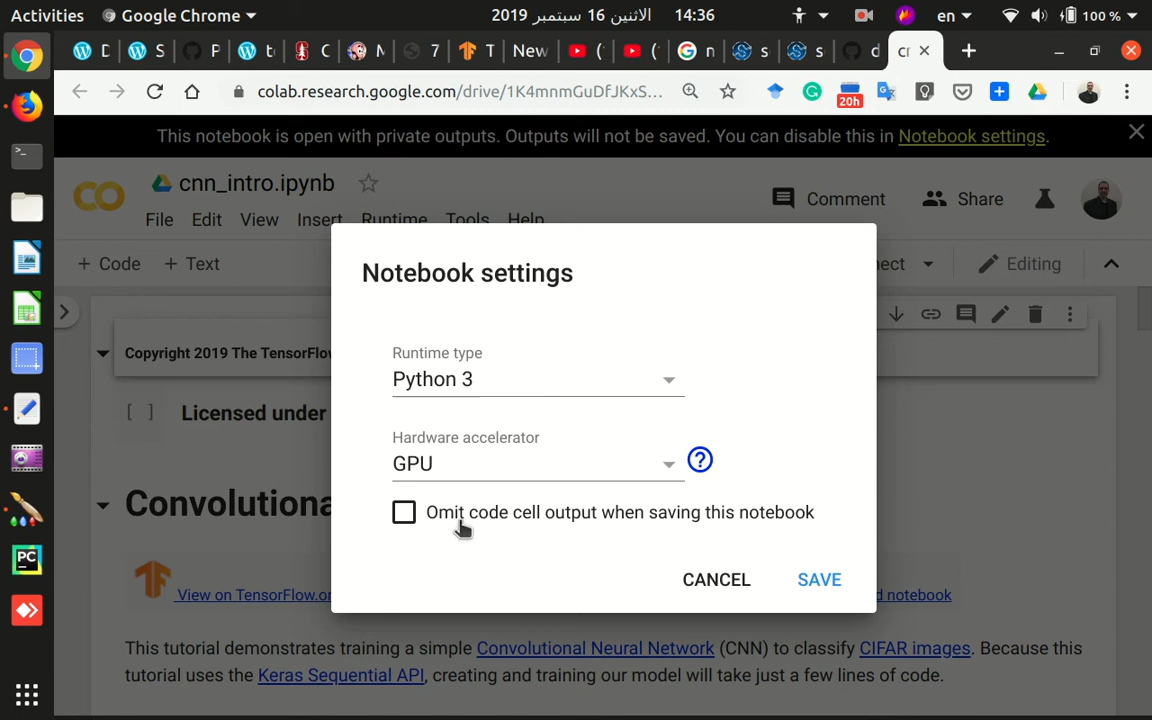 Activities Google Chrome الاثنين 16 سبتمبر 2019 14:36 en 100 %
D S P to C M 7 T New ( ( n s s d cr
colab.research.google.com/drive/1K4mnmGuDfJKxS... 20h
This notebook is open with private outputs. Outputs will not be saved. You can disable this in Notebook settings.
cnn_intro.ipynb
Comment Share
File Edit View Insert Runtime Tools Help
+ Code + Text Editing
Notebook settings
Runtime type
Python 3
Hardware accelerator
GPU
Omit code cell output when saving this notebook
CANCEL SAVE
Copyright 2019 The TensorFlow
[ ] Licensed under
Convolutiona
View on TensorFlow.or d notebook
This tutorial demonstrates training a simple Convolutional Neural Network (CNN) to classify CIFAR images. Because this
tutorial uses the Keras Sequential API, creating and training our model will take just a few lines of code.
PC